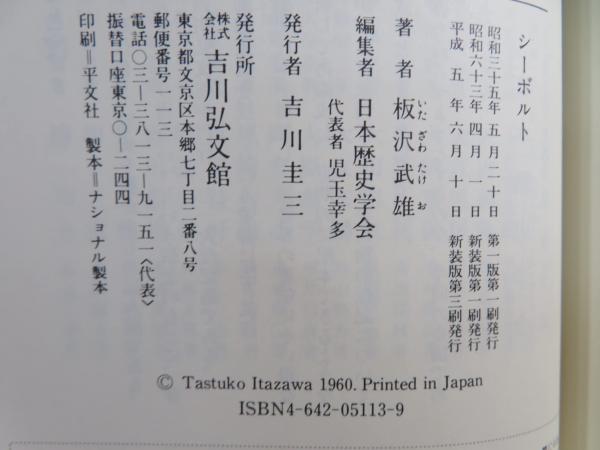 シーボルト
昭和三十五年五月二十日 第一版第一刷発行
昭和六十三年四月一日 新装版第一刷発行
平成五年六月十日 新装版第三刷発行
著者 板沢武雄
いた ざわ たけ お
編集者 日本歴史学会
代表者 児玉幸多
発行者 吉川圭三
発行所
株式会社 吉川弘文館
東京都文京区本郷七丁目二番八号
郵便番号一一三
電話〇三―三八一三―九一五一〈代表〉
振替口座東京〇―二四四
印刷=平文社 製本=ナショナル製本
© Tastuko Itazawa 1960. Printed in Japan
ISBN4-642-05113-9